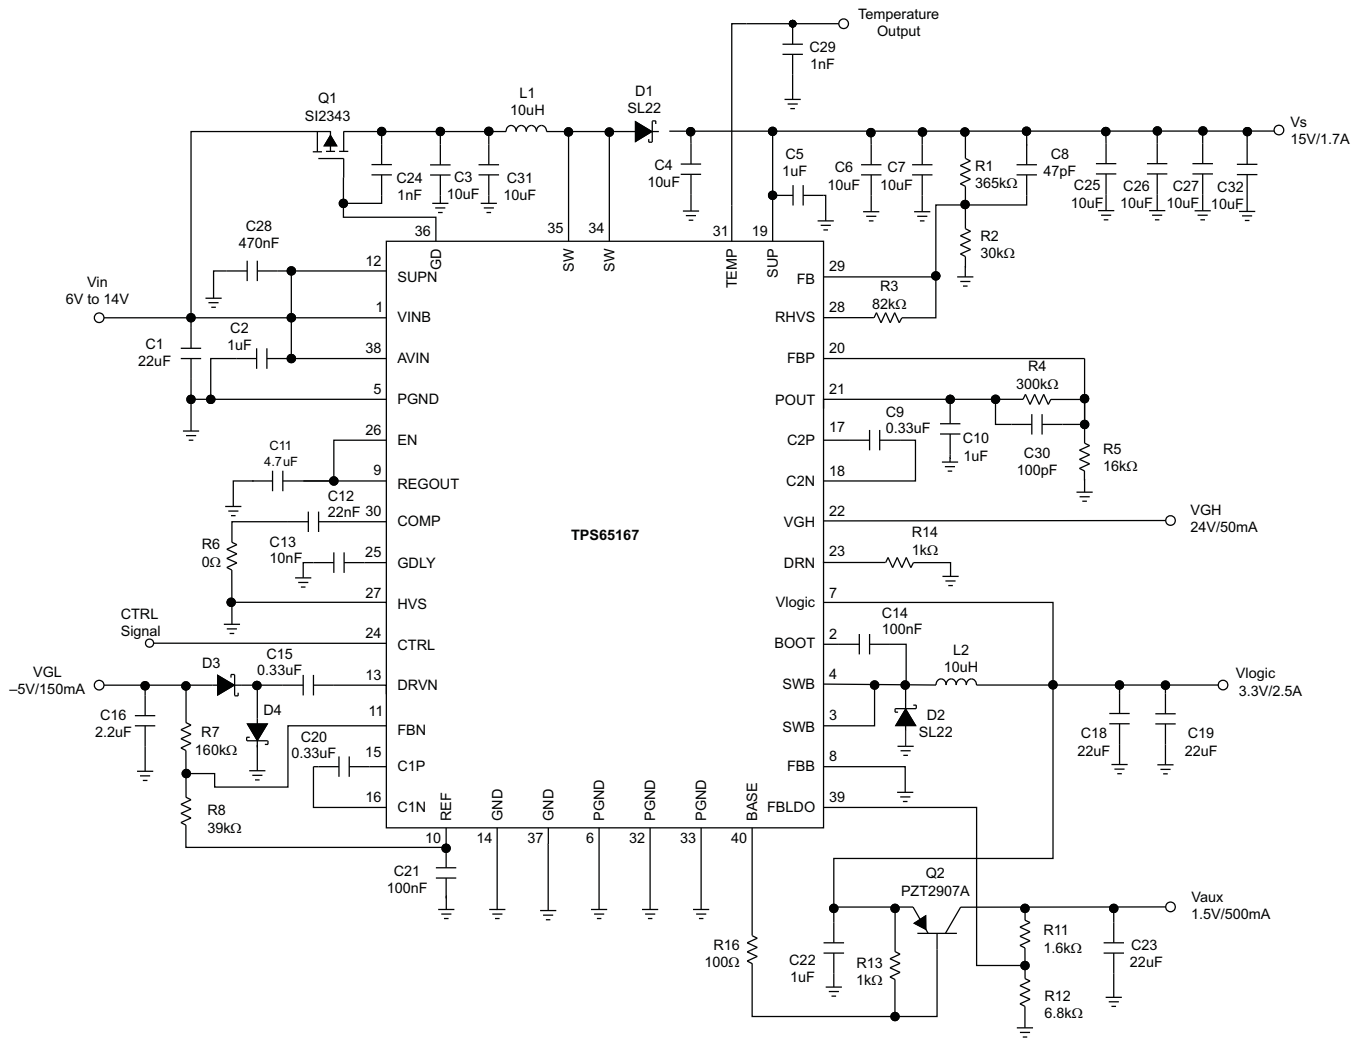 Temperature
Output
C29
1nF
Q1
SI2343
L1
10uH
D1
SL22
Vs
15V/1.7A
C24
1nF
C3
10uF
C31
10uF
C4
10uF
C5
1uF
C6
10uF
C7
10uF
R1
365kΩ
C8
47pF
C25
10uF
C26
10uF
C27
10uF
C32
10uF
R2
30kΩ
36
35
34
31
19
GD
SW
SW
TEMP
SUP
C28
470nF
12
SUPN
Vin
6V to 14V
1
VINB
C1
22uF
C2
1uF
38
AVIN
5
PGND
26
EN
C11
4.7uF
9
REGOUT
C12
22nF
30
COMP
R6
0Ω
C13
10nF
25
GDLY
27
HVS
CTRL
Signal
24
CTRL
VGL
–5V/150mA
D3
C15
0.33uF
13
DRVN
C16
2.2uF
R7
160kΩ
D4
11
FBN
C20
0.33uF
15
C1P
16
C1N
R8
39kΩ
TPS65167
FB
29
RHVS
28
R3
82kΩ
FBP
20
R4
300kΩ
POUT
21
C9
0.33uF
C10
1uF
C30
100pF
R5
16kΩ
C2P
17
C2N
18
VGH
22
VGH
24V/50mA
DRN
23
R14
1kΩ
Vlogic
7
BOOT
2
C14
100nF
SWB
4
L2
10uH
Vlogic
3.3V/2.5A
SWB
3
D2
SL22
C18
22uF
C19
22uF
FBB
8
FBLDO
39
REF
GND
GND
PGND
PGND
PGND
BASE
10
14
37
6
32
33
40
C21
100nF
Q2
PZT2907A
Vaux
1.5V/500mA
R16
100Ω
C22
1uF
R13
1kΩ
R11
1.6kΩ
C23
22uF
R12
6.8kΩ